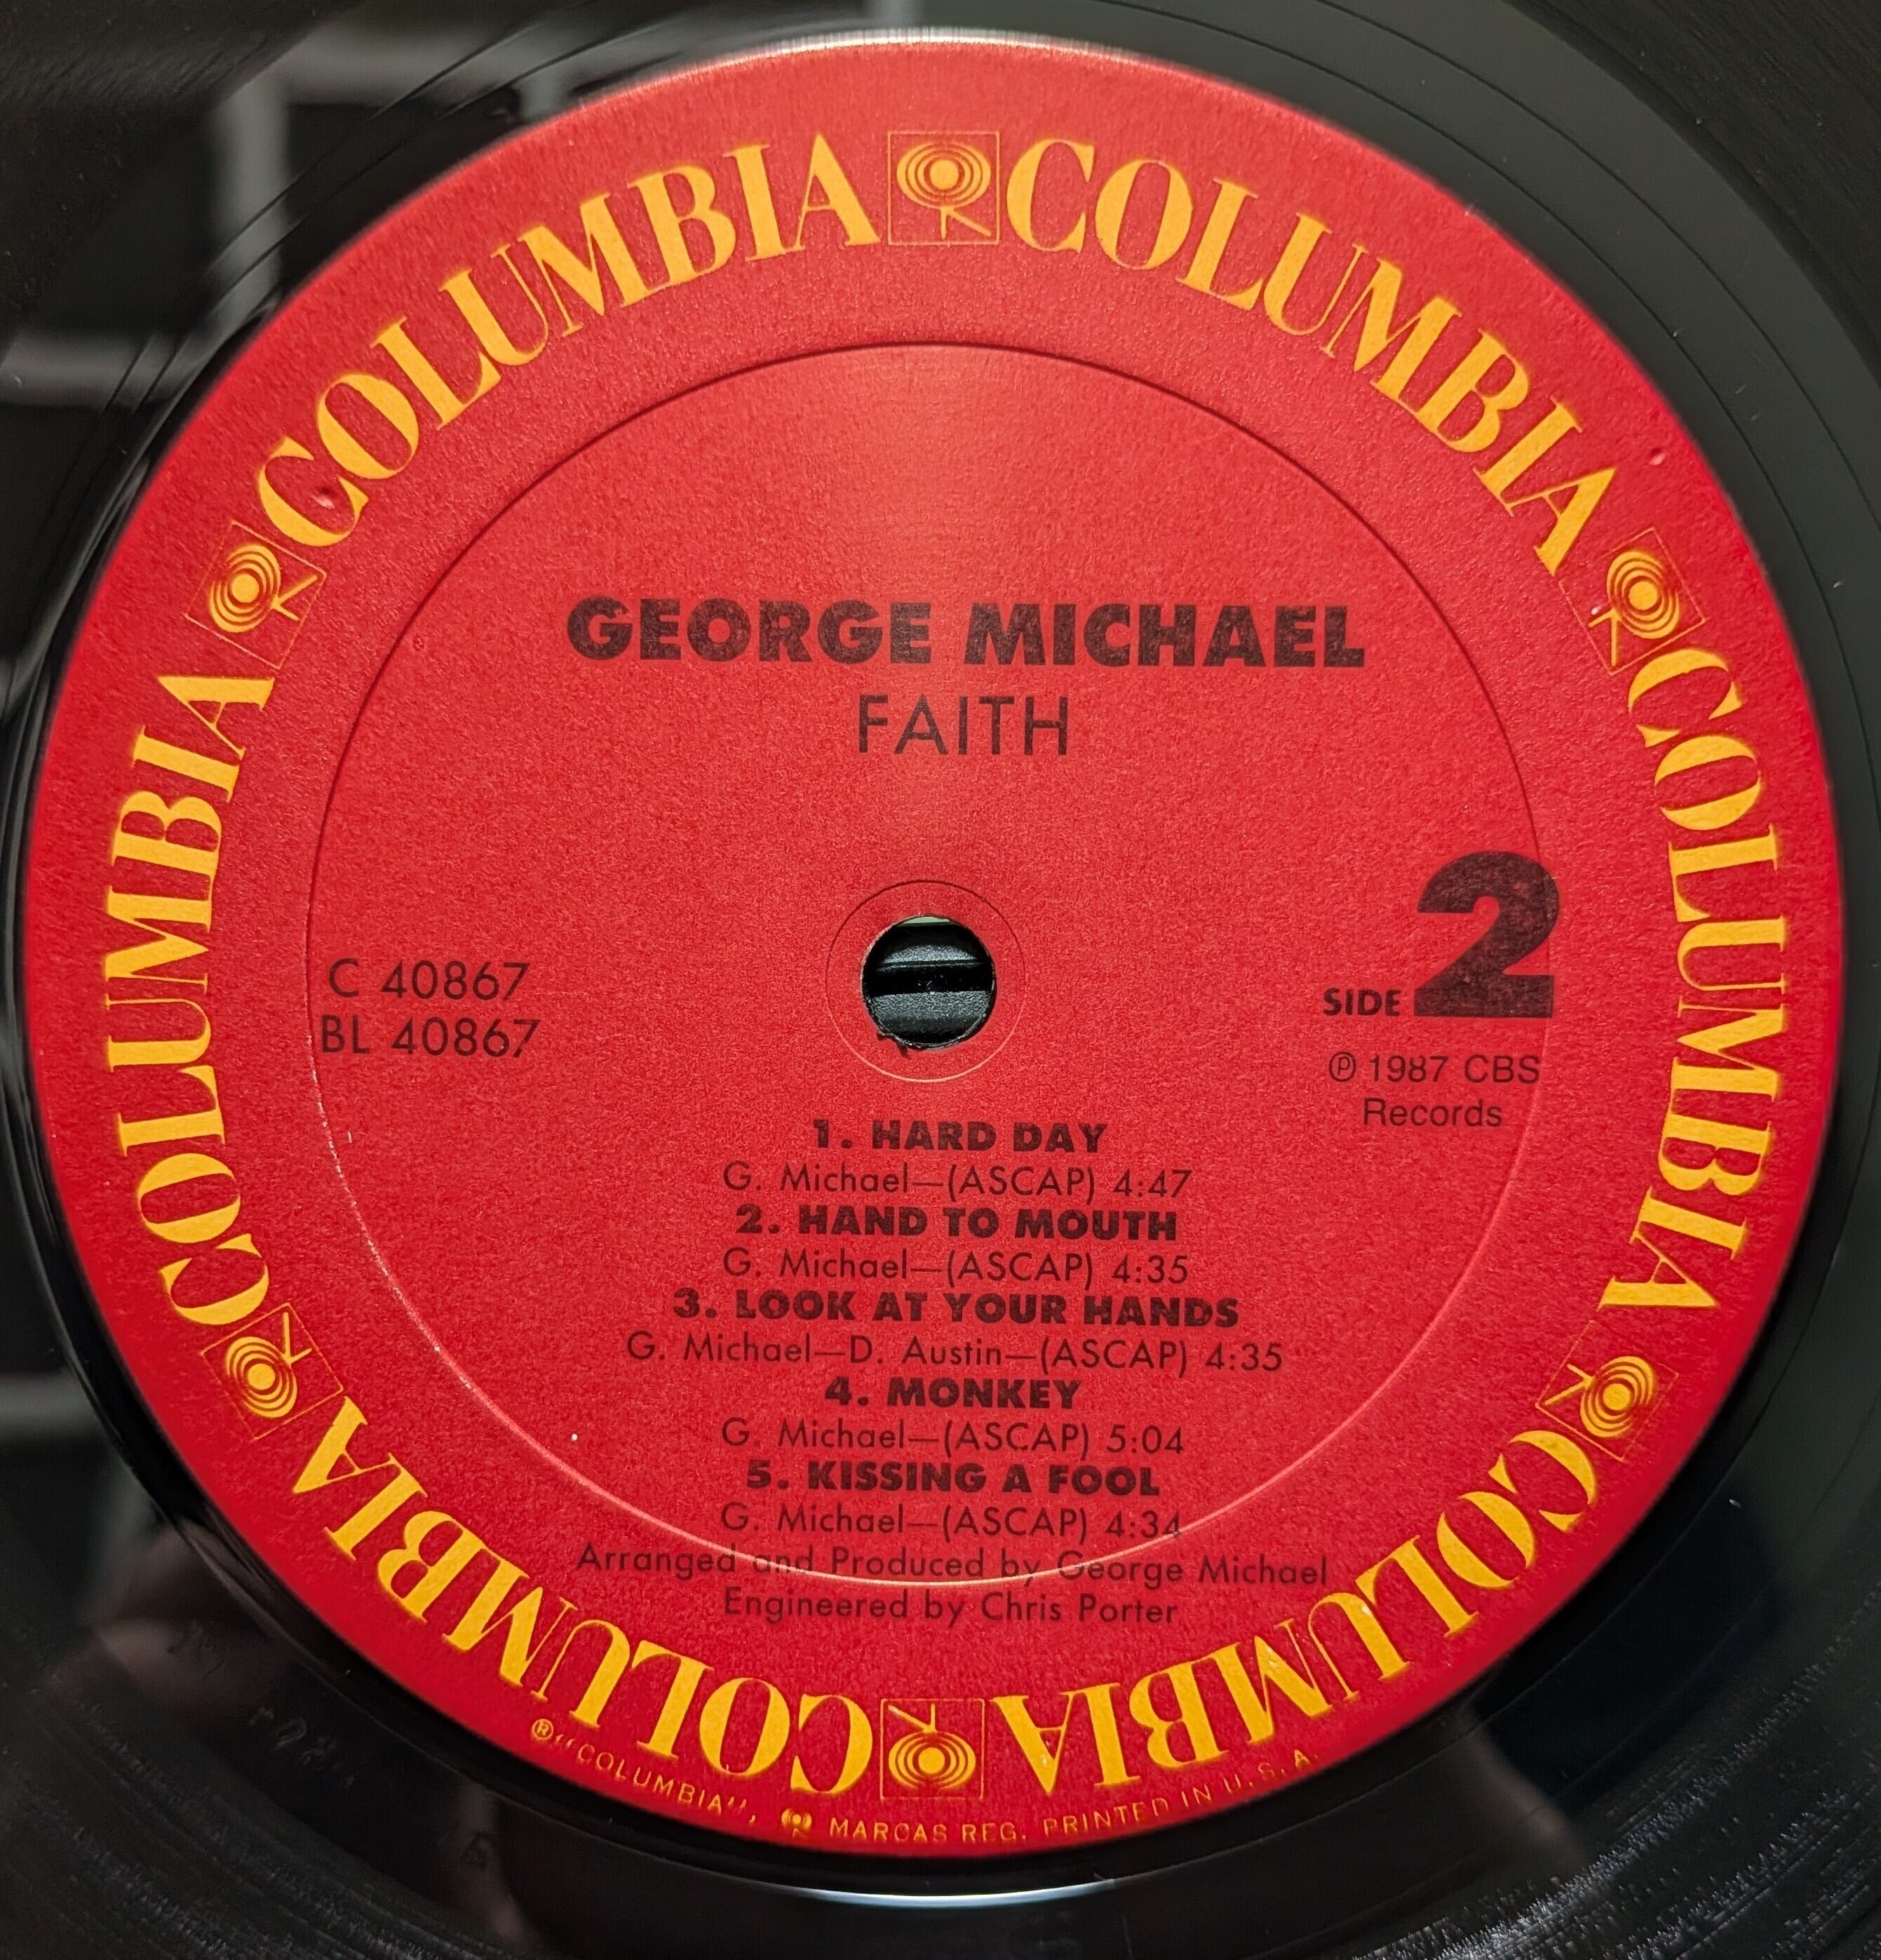 COLUMBIA COLUMBIA COLUMBIA COLUMBIA COLUMBIA COLUMBIA
GEORGE MICHAEL
FAITH
C 40867
BL 40867
SIDE 2
℗ 1987 CBS
Records
1. HARD DAY
G. Michael—(ASCAP) 4:47
2. HAND TO MOUTH
G. Michael—(ASCAP) 4:35
3. LOOK AT YOUR HANDS
G. Michael—D. Austin—(ASCAP) 4:35
4. MONKEY
G. Michael—(ASCAP) 5:04
5. KISSING A FOOL
G. Michael—(ASCAP) 4:34
Arranged and Produced by George Michael
Engineered by Chris Porter
® "COLUMBIA", MARCAS REG. PRINTED IN U.S.A.